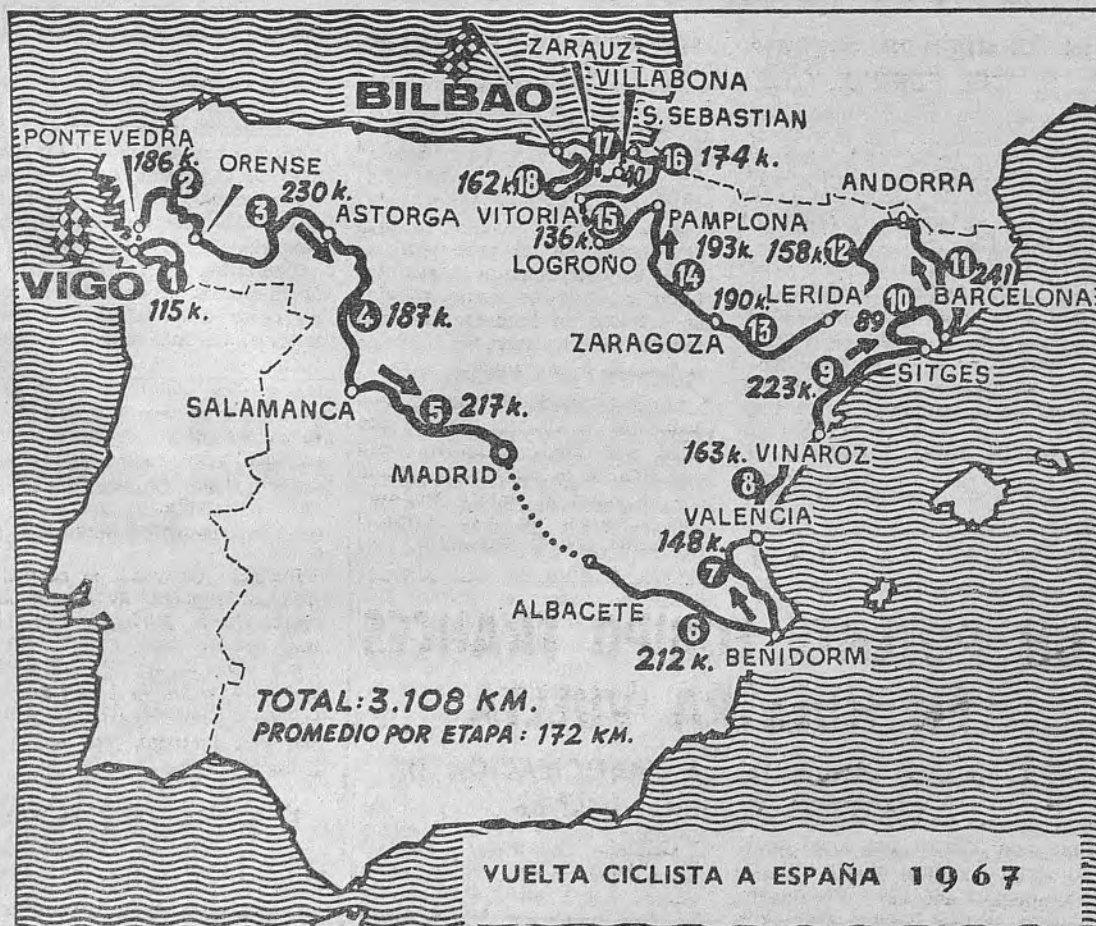 ZARAUZ
VILLABONA
BILBAO
S. SEBASTIAN
PONTEVEDRA
186 k.
2
ORENSE
17
40
16
174 k.
3
230 k.
162 k.
18
ANDORRA
ASTORGA
VITORIA
15
PAMPLONA
136 k.
193 k.
158 k.
12
LOGROÑO
11
241
VIGO
1
115 k.
14
10
190 k.
LERIDA
BARCELONA
4
187 k.
13
89
ZARAGOZA
9
SITGES
223 k.
SALAMANCA
5
217 k.
163 k.
VINAROZ
MADRID
8
VALENCIA
148 k.
7
ALBACETE
6
212 k.
BENIDORM
TOTAL: 3.108 KM.
PROMEDIO POR ETAPA: 172 KM.
VUELTA CICLISTA A ESPAÑA 1967